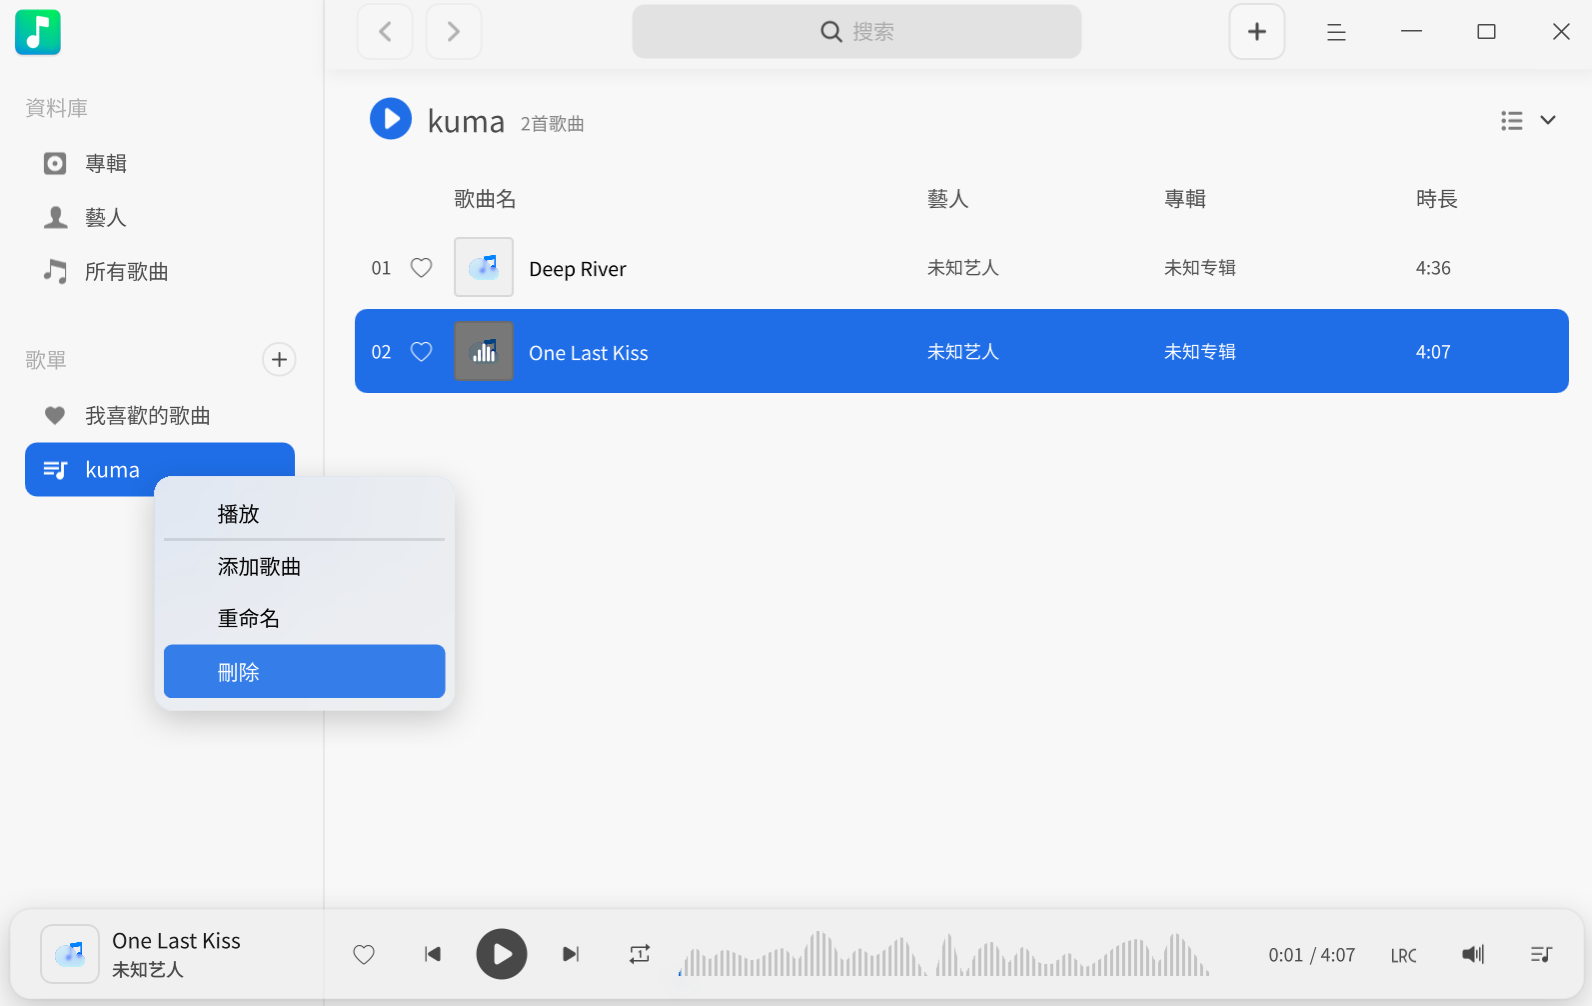 搜索
資料庫
專輯
藝人
所有歌曲
歌單
我喜歡的歌曲
kuma
播放
添加歌曲
重命名
刪除
kuma 2首歌曲
歌曲名 藝人 專輯 時長
01 Deep River 未知艺人 未知专辑 4:36
02 One Last Kiss 未知艺人 未知专辑 4:07
One Last Kiss
未知艺人
1
0:01 / 4:07 LRC